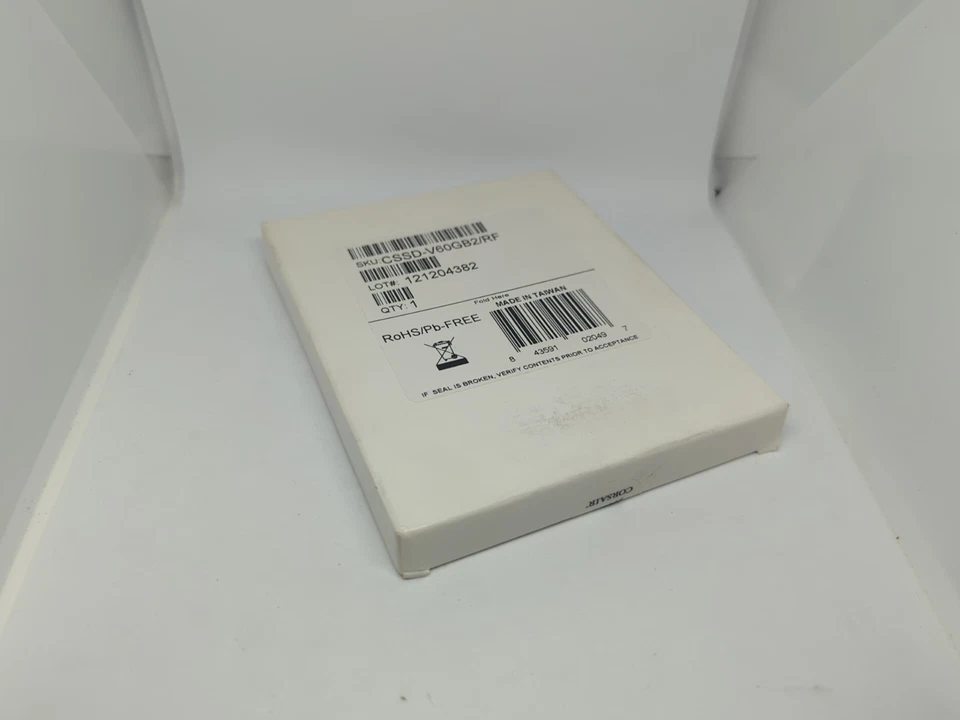 SKU:CSSD-V60GB2/RF
LOT#: 121204382
QTY: 1
Fold Here
MADE IN TAIWAN
RoHS/Pb-FREE
8 43591 02049 7
IF SEAL IS BROKEN, VERIFY CONTENTS PRIOR TO ACCEPTANCE
CORSAIR